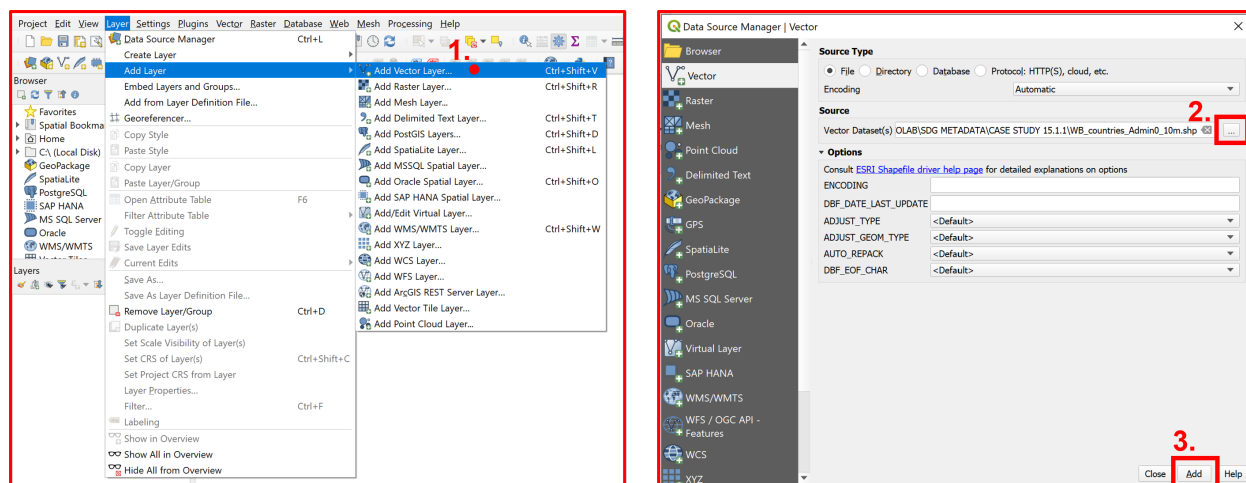 Project Edit View Layer Settings Plugins Vector Raster Database Web Mesh Processing Help
Data Source Manager Ctrl+L
Create Layer
Add Layer
Embed Layers and Groups...
Add from Layer Definition File...
Georeferencer...
Copy Style
Paste Style
Copy Layer
Paste Layer/Group
Open Attribute Table F6
Filter Attribute Table
Toggle Editing
Save Layer Edits
Current Edits
Save As...
Save As Layer Definition File...
Remove Layer/Group Ctrl+D
Duplicate Layer(s)
Set Scale Visibility of Layer(s)
Set CRS of Layer(s) Ctrl+Shift+C
Set Project CRS from Layer
Layer Properties...
Filter... Ctrl+F
Labeling
Show in Overview
Show All in Overview
Hide All from Overview
1.
Add Vector Layer... Ctrl+Shift+V
Add Raster Layer... Ctrl+Shift+R
Add Mesh Layer...
Add Delimited Text Layer... Ctrl+Shift+T
Add PostGIS Layers... Ctrl+Shift+D
Add SpatiaLite Layer... Ctrl+Shift+L
Add MSSQL Spatial Layer...
Add Oracle Spatial Layer... Ctrl+Shift+O
Add SAP HANA Spatial Layer...
Add/Edit Virtual Layer...
Add WMS/WMTS Layer... Ctrl+Shift+W
Add XYZ Layer...
Add WCS Layer...
Add WFS Layer...
Add ArcGIS REST Server Layer...
Add Vector Tile Layer...
Add Point Cloud Layer...
Browser
Favorites
Spatial Bookma
Home
C:\ (Local Disk)
GeoPackage
SpatiaLite
PostgreSQL
SAP HANA
MS SQL Server
Oracle
WMS/WMTS
Vector Tiles
Layers
Data Source Manager | Vector
Browser
Vector
Raster
Mesh
Point Cloud
Delimited Text
GeoPackage
GPS
SpatiaLite
PostgreSQL
MS SQL Server
Oracle
Virtual Layer
SAP HANA
WMS/WMTS
WFS / OGC API -
Features
WCS
XYZ
Source Type
File Directory Database Protocol: HTTP(S), cloud, etc.
Encoding Automatic
Source
2.
Vector Dataset(s) OLAB\SDG METADATA\CASE STUDY 15.1.1\WB_countries_Admin0_10m.shp ...
Options
Consult ESRI Shapefile driver help page for detailed explanations on options
ENCODING
DBF_DATE_LAST_UPDATE
ADJUST_TYPE <Default>
ADJUST_GEOM_TYPE <Default>
AUTO_REPACK <Default>
DBF_EOF_CHAR <Default>
3.
Close Add Help